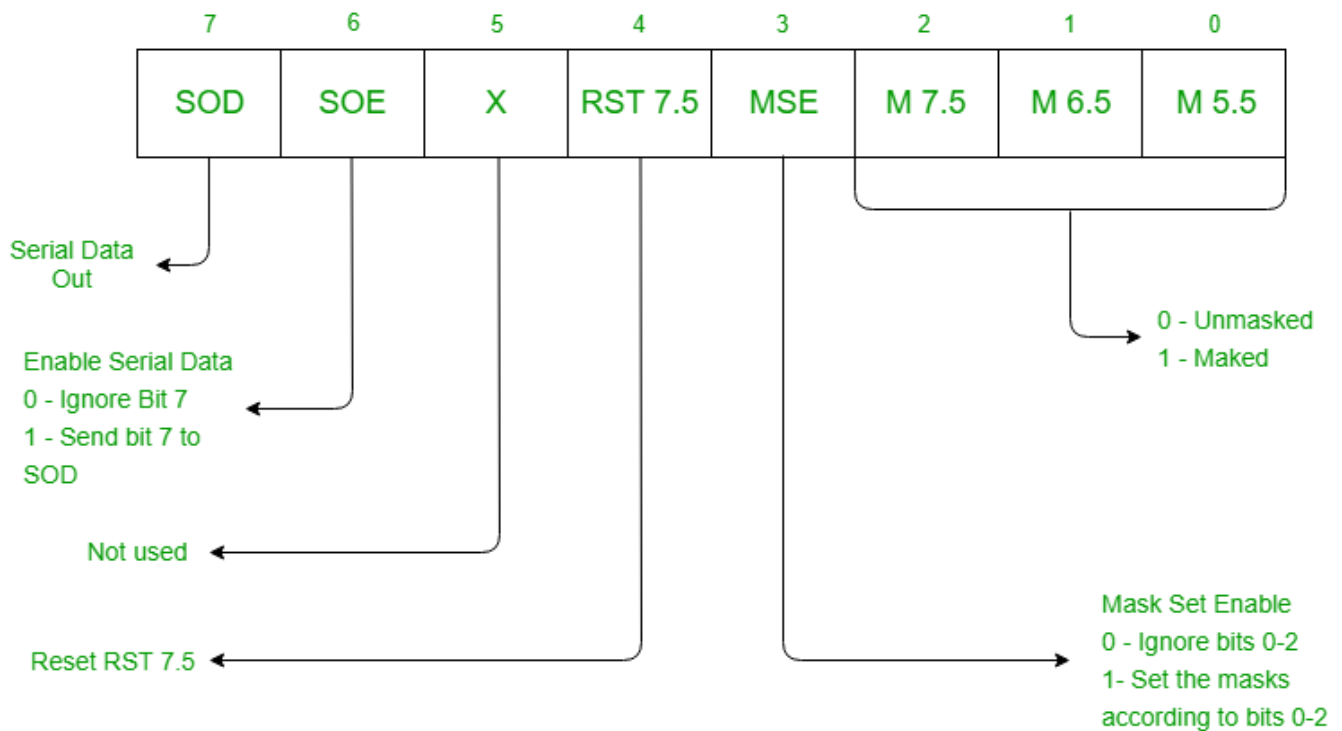 7 6 5 4 3 2 1 0
SOD SOE X RST 7.5 MSE M 7.5 M 6.5 M 5.5
Serial Data
Out
0 - Unmasked
1 - Maked
Enable Serial Data
0 - Ignore Bit 7
1 - Send bit 7 to
SOD
Not used
Reset RST 7.5
Mask Set Enable
0 - Ignore bits 0-2
1- Set the masks
according to bits 0-2